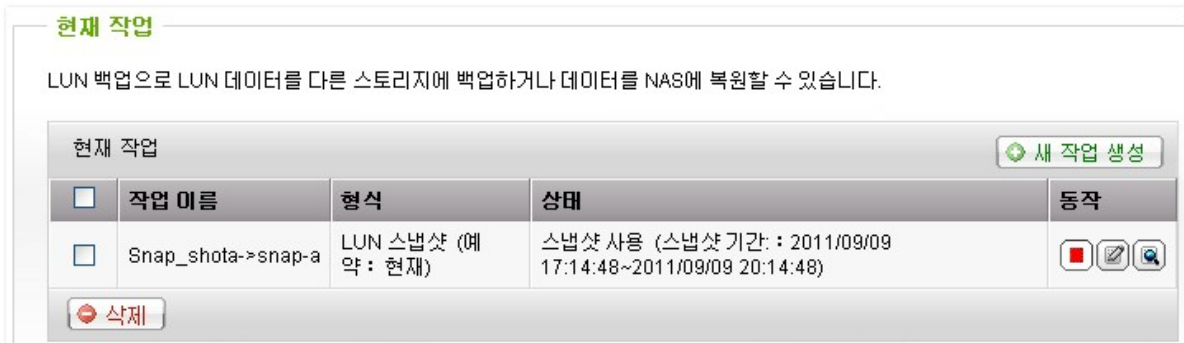 현재 작업
LUN 백업으로 LUN 데이터를 다른 스토리지에 백업하거나 데이터를 NAS에 복원할 수 있습니다.
현재 작업
새 작업 생성
작업 이름
형식
상태
동작
Snap_shota->snap-a
LUN 스냅샷 (예
약 : 현재)
스냅샷 사용 (스냅샷 기간: : 2011/09/09
17:14:48~2011/09/09 20:14:48)
삭제